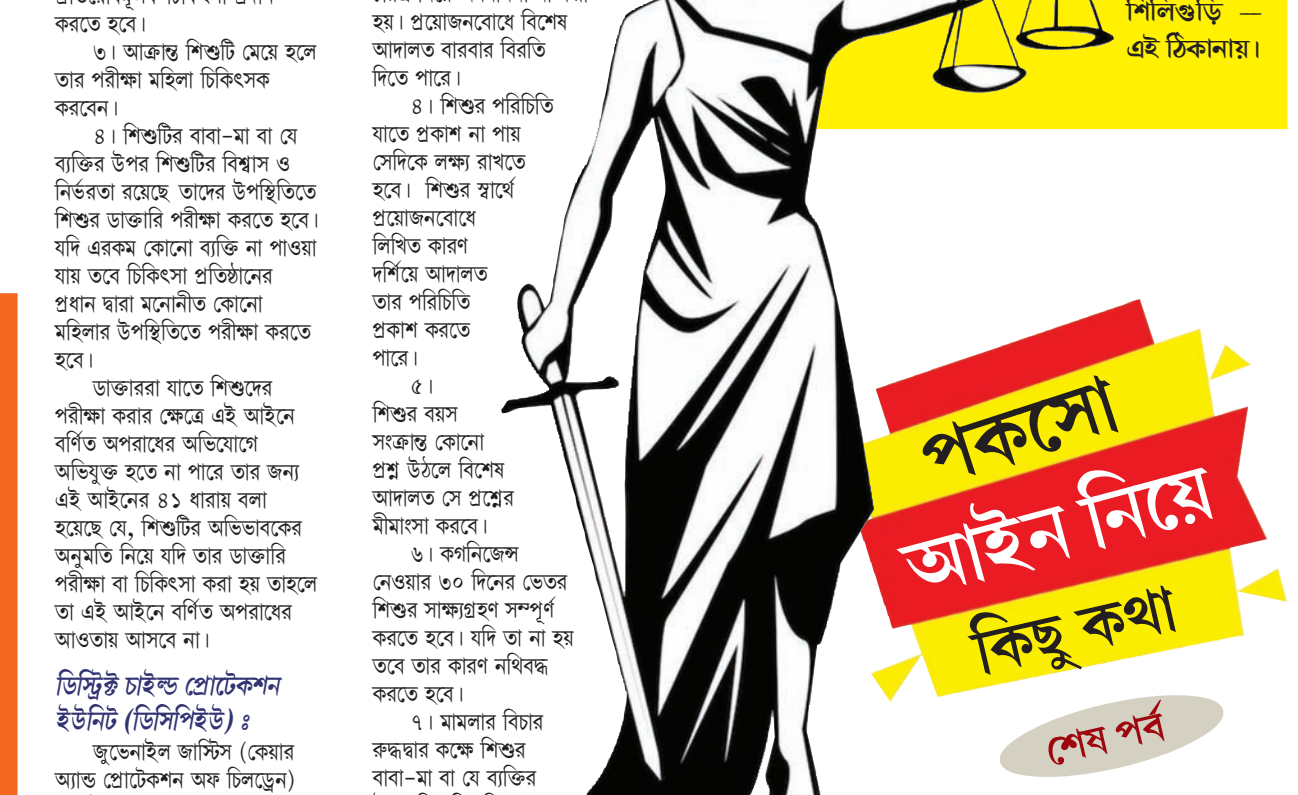 করতে হবে।
৩। আক্রান্ত শিশুটি মেয়ে হলে
তার পরীক্ষা মহিলা চিকিৎসক
করবেন।
৪। শিশুটির বাবা-মা বা যে
ব্যক্তির উপর শিশুটির বিশ্বাস ও
নির্ভরতা রয়েছে তাদের উপস্থিতিতে
শিশুর ডাক্তারি পরীক্ষা করতে হবে।
যদি এরকম কোনো ব্যক্তি না পাওয়া
যায় তবে চিকিৎসা প্রতিষ্ঠানের
প্রধান দ্বারা মনোনীত কোনো
মহিলার উপস্থিতিতে পরীক্ষা করতে
হবে।
ডাক্তাররা যাতে শিশুদের
পরীক্ষা করার ক্ষেত্রে এই আইনে
বর্ণিত অপরাধের অভিযোগে
অভিযুক্ত হতে না পারে তার জন্য
এই আইনের ৪১ ধারায় বলা
হয়েছে যে, শিশুটির অভিভাবকের
অনুমতি নিয়ে যদি তার ডাক্তারি
পরীক্ষা বা চিকিৎসা করা হয় তাহলে
তা এই আইনে বর্ণিত অপরাধের
আওতায় আসবে না।
ডিস্ট্রিক্ট চাইল্ড প্রোটেকশন
ইউনিট (ডিসিপিইউ) ঃ
জুভেনাইল জাস্টিস (কেয়ার
অ্যান্ড প্রোটেকশন অফ চিলড্রেন)
হয়। প্রয়োজনবোধে বিশেষ
আদালত বারবার বিরতি
দিতে পারে।
৪। শিশুর পরিচিতি
যাতে প্রকাশ না পায়
সেদিকে লক্ষ্য রাখতে
হবে। শিশুর স্বার্থে
প্রয়োজনবোধে
লিখিত কারণ
দর্শিয়ে আদালত
তার পরিচিতি
প্রকাশ করতে
পারে।
৫।
শিশুর বয়স
সংক্রান্ত কোনো
প্রশ্ন উঠলে বিশেষ
আদালত সে প্রশ্নের
মীমাংসা করবে।
৬। কগনিজেন্স
নেওয়ার ৩০ দিনের ভেতর
শিশুর সাক্ষ্যগ্রহণ সম্পূর্ণ
করতে হবে। যদি তা না হয়
তবে তার কারণ নথিবদ্ধ
করতে হবে।
৭। মামলার বিচার
রুদ্ধদ্বার কক্ষে শিশুর
বাবা-মা বা যে ব্যক্তির
শিলিগুড়ি —
এই ঠিকানায়।
পকসো
আইন নিয়ে
কিছু কথা
শেষ পর্ব